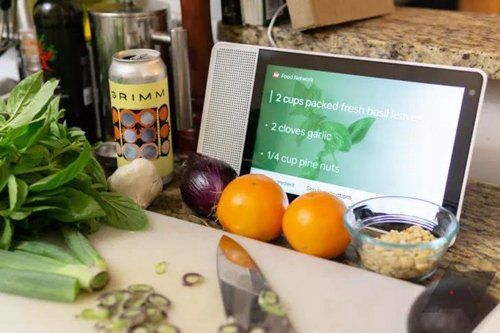 GRIMM
Food Network
2 cups packed fresh basil leaves
2 cloves garlic
1/4 cup pine nuts